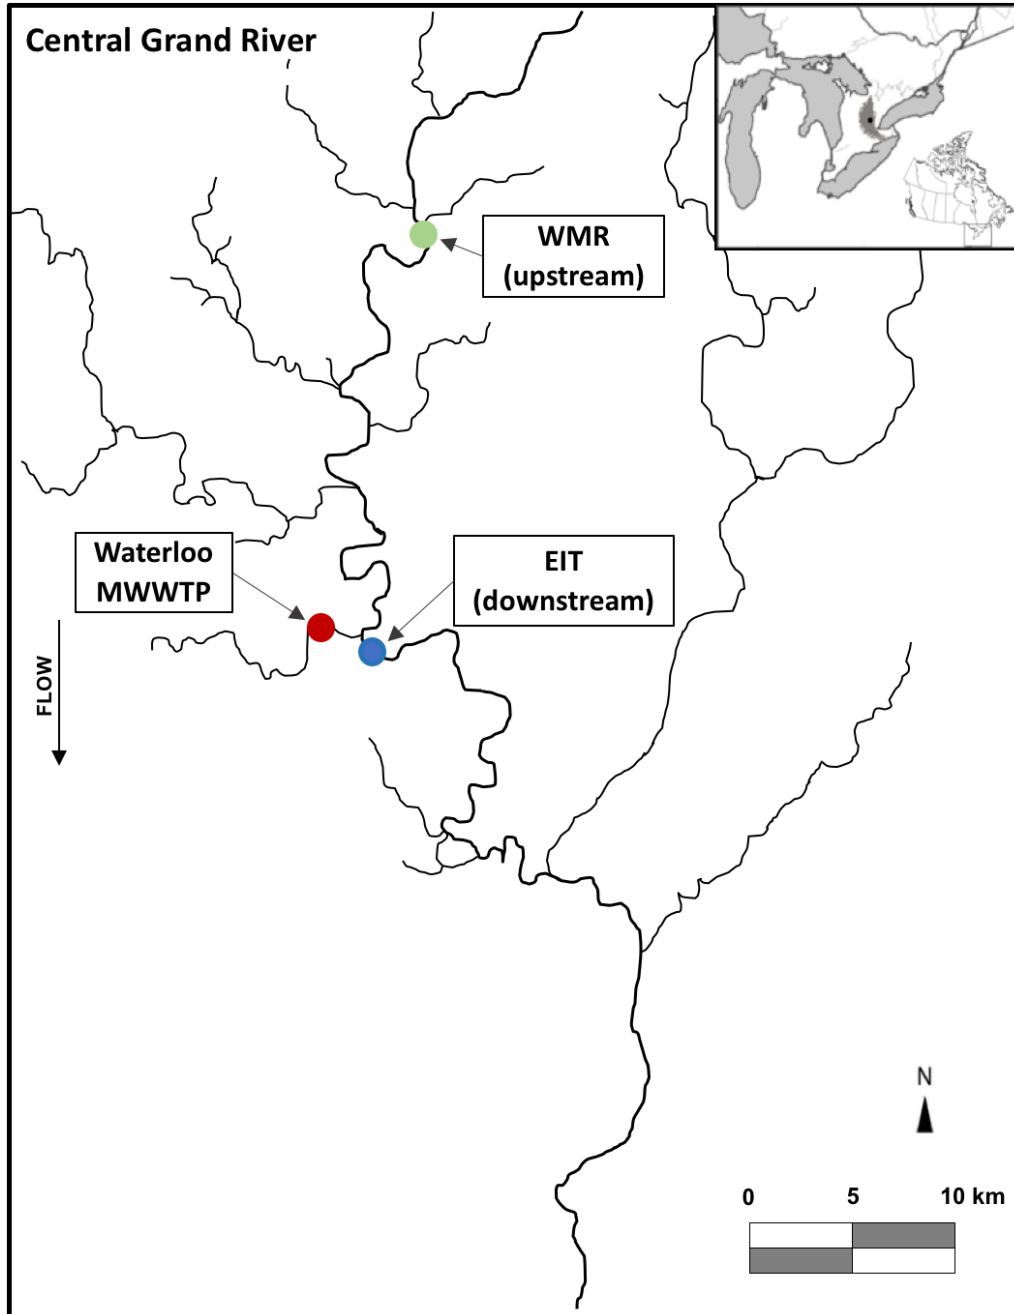 Central Grand River
WMR
(upstream)
Waterloo
MWWTP
EIT
(downstream)
FLOW
N
0 5 10 km